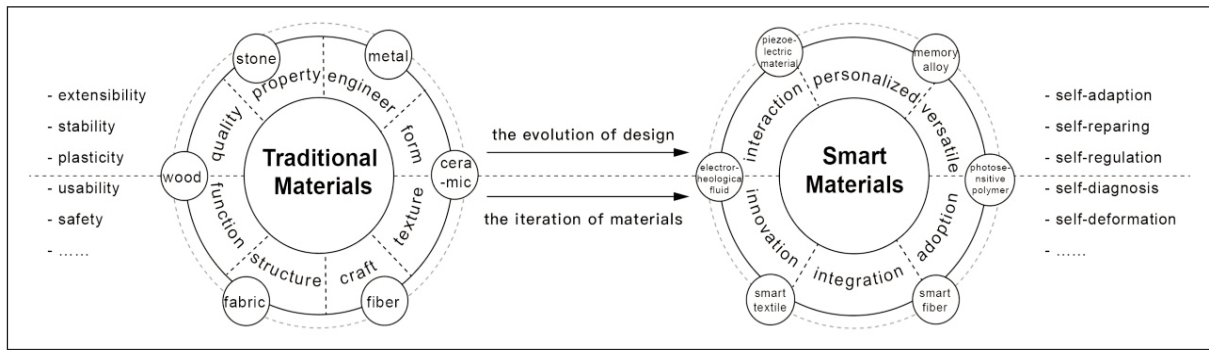 - extensibility
- stability
- plasticity
- usability
- safety
- ……
stone
metal
wood
cera
-mic
fabric
fiber
property
engineer
quality
form
function
texture
structure
craft
Traditional
Materials
the evolution of design
the iteration of materials
piezoe-
lectric
material
memory
alloy
electror-
heologica
fluid
photose-
nsitive
polymer
smart
textile
smart
fiber
personalized
interaction
versatile
innovation
adoption
integration
Smart
Materials
- self-adaption
- self-reparing
- self-regulation
- self-diagnosis
- self-deformation
- ……